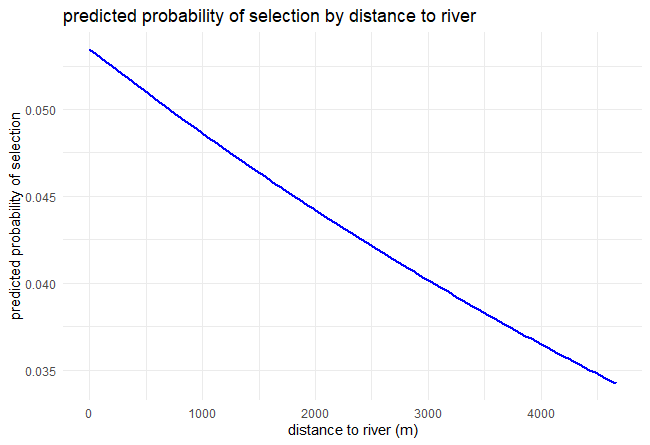 predicted probability of selection by distance to river
predicted probability of selection
0.050
0.045
0.040
0.035
0 1000 2000 3000 4000
distance to river (m)